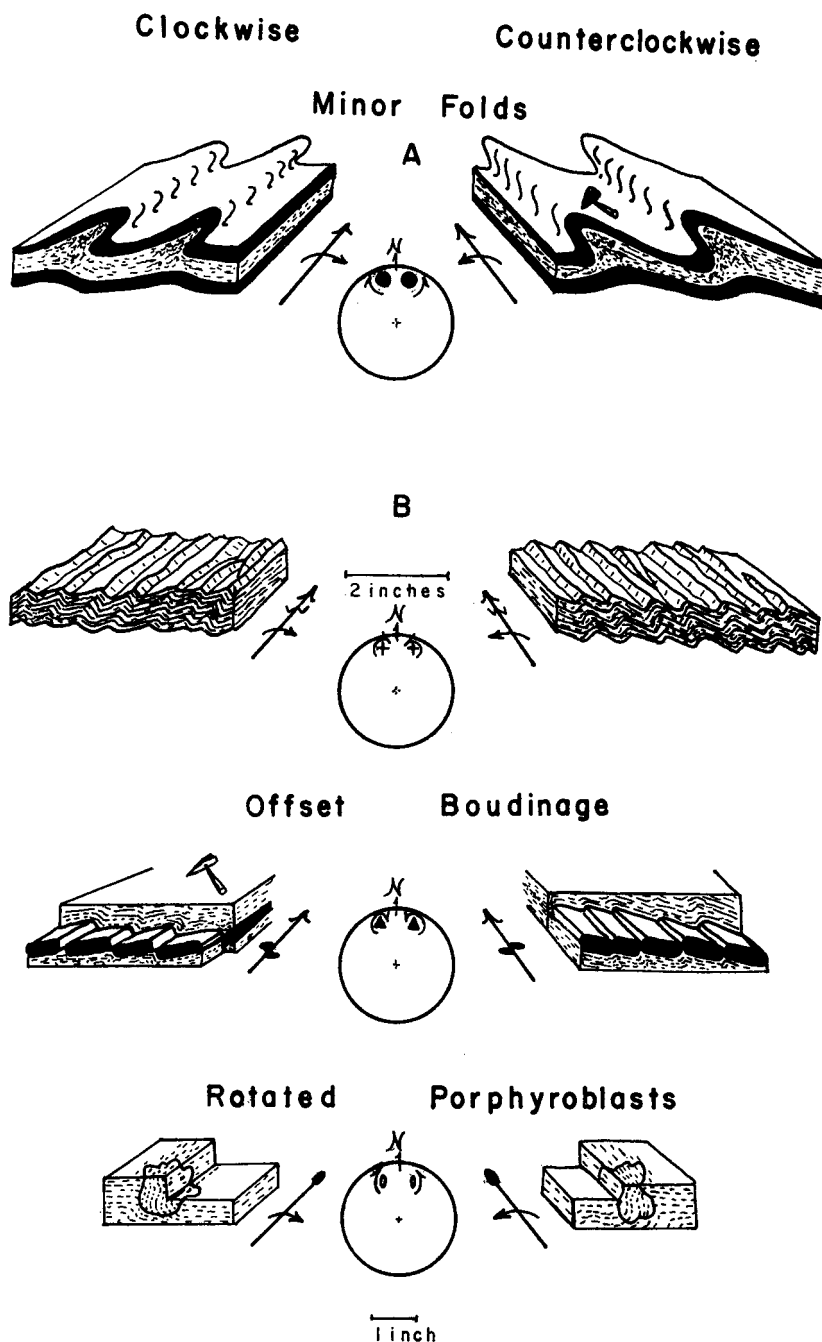 Clockwise Counterclockwise
Minor Folds
A
N
B
2 inches
N
Offset Boudinage
N
Rotated Porphyroblasts
N
1 inch